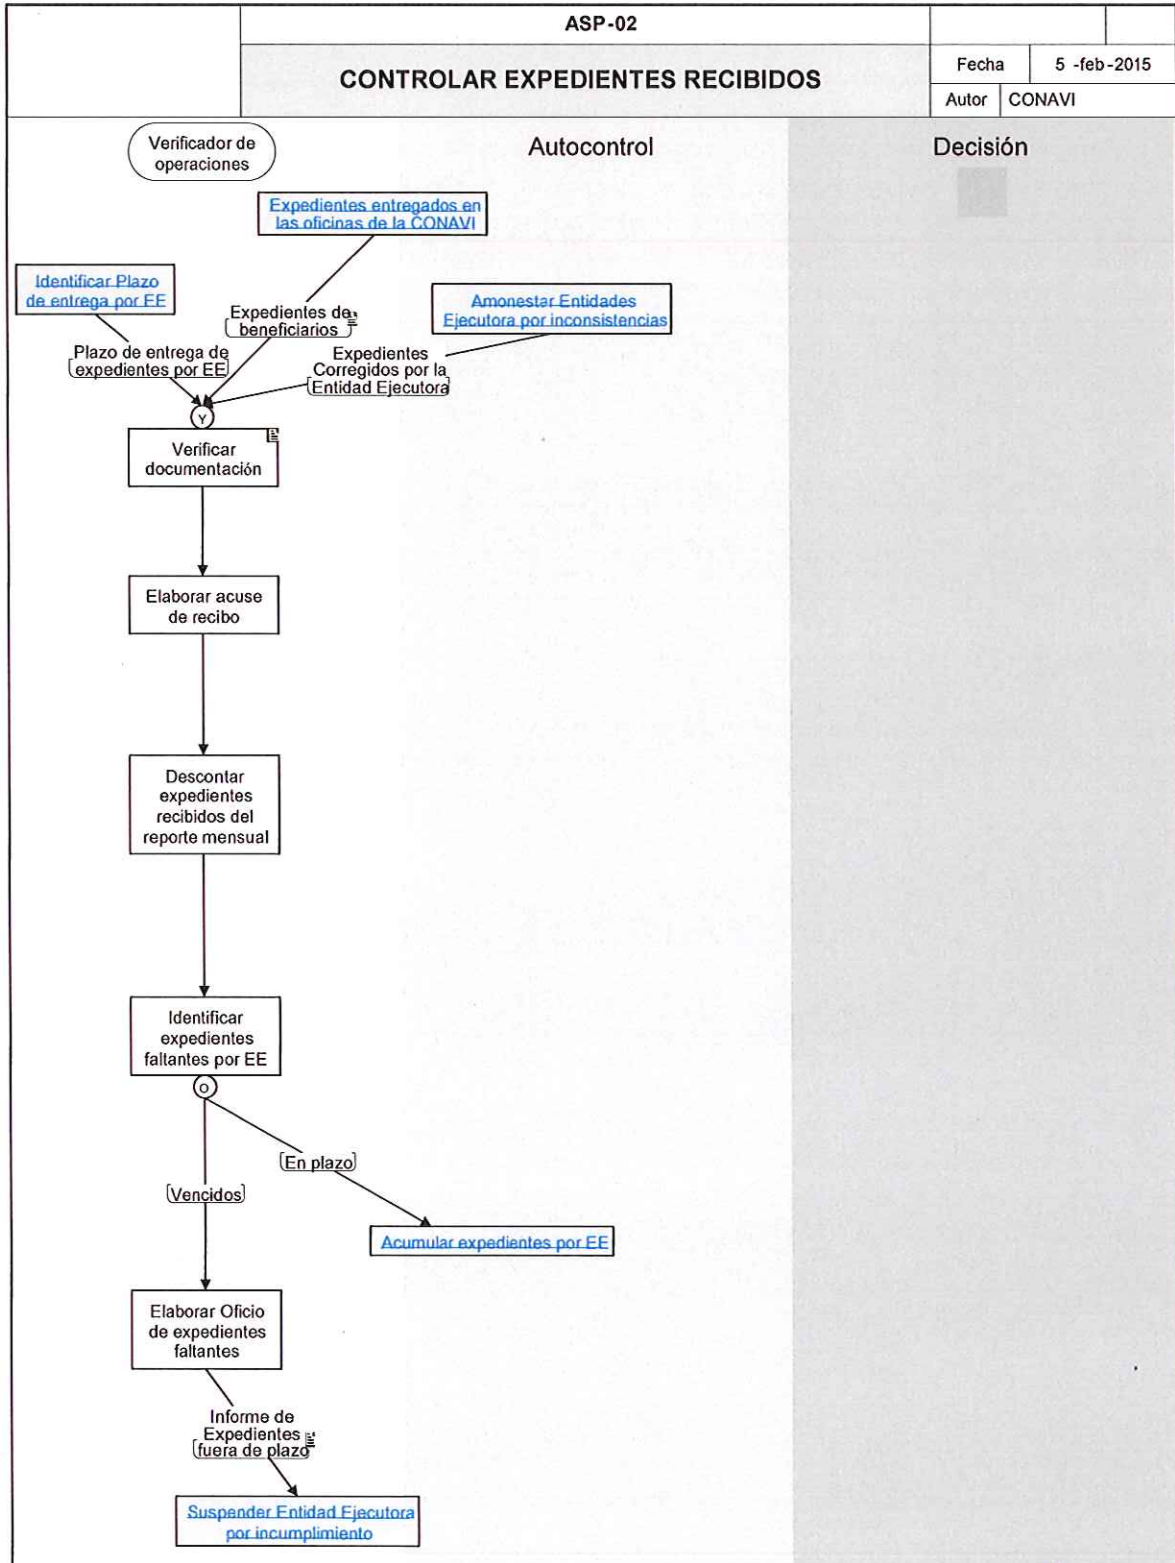 ASP-02
CONTROLAR EXPEDIENTES RECIBIDOS
Fecha
5 -feb-2015
Autor
CONAVI
Verificador de
operaciones
Autocontrol
Decisión
Expedientes entregados en
las oficinas de la CONAVI
Identificar Plazo
de entrega por EE
Amonestar Entidades
Ejecutora por inconsistencias
Expedientes de
beneficiarios
Plazo de entrega de
expedientes por EE
Expedientes
Corregidos por la
Entidad Ejecutora
Y
Verificar
documentación
Elaborar acuse
de recibo
Descontar
expedientes
recibidos del
reporte mensual
Identificar
expedientes
faltantes por EE
O
En plazo
Vencidos
Acumular expedientes por EE
Elaborar Oficio
de expedientes
faltantes
Informe de
Expedientes
fuera de plazo
Suspender Entidad Ejecutora
por incumplimiento